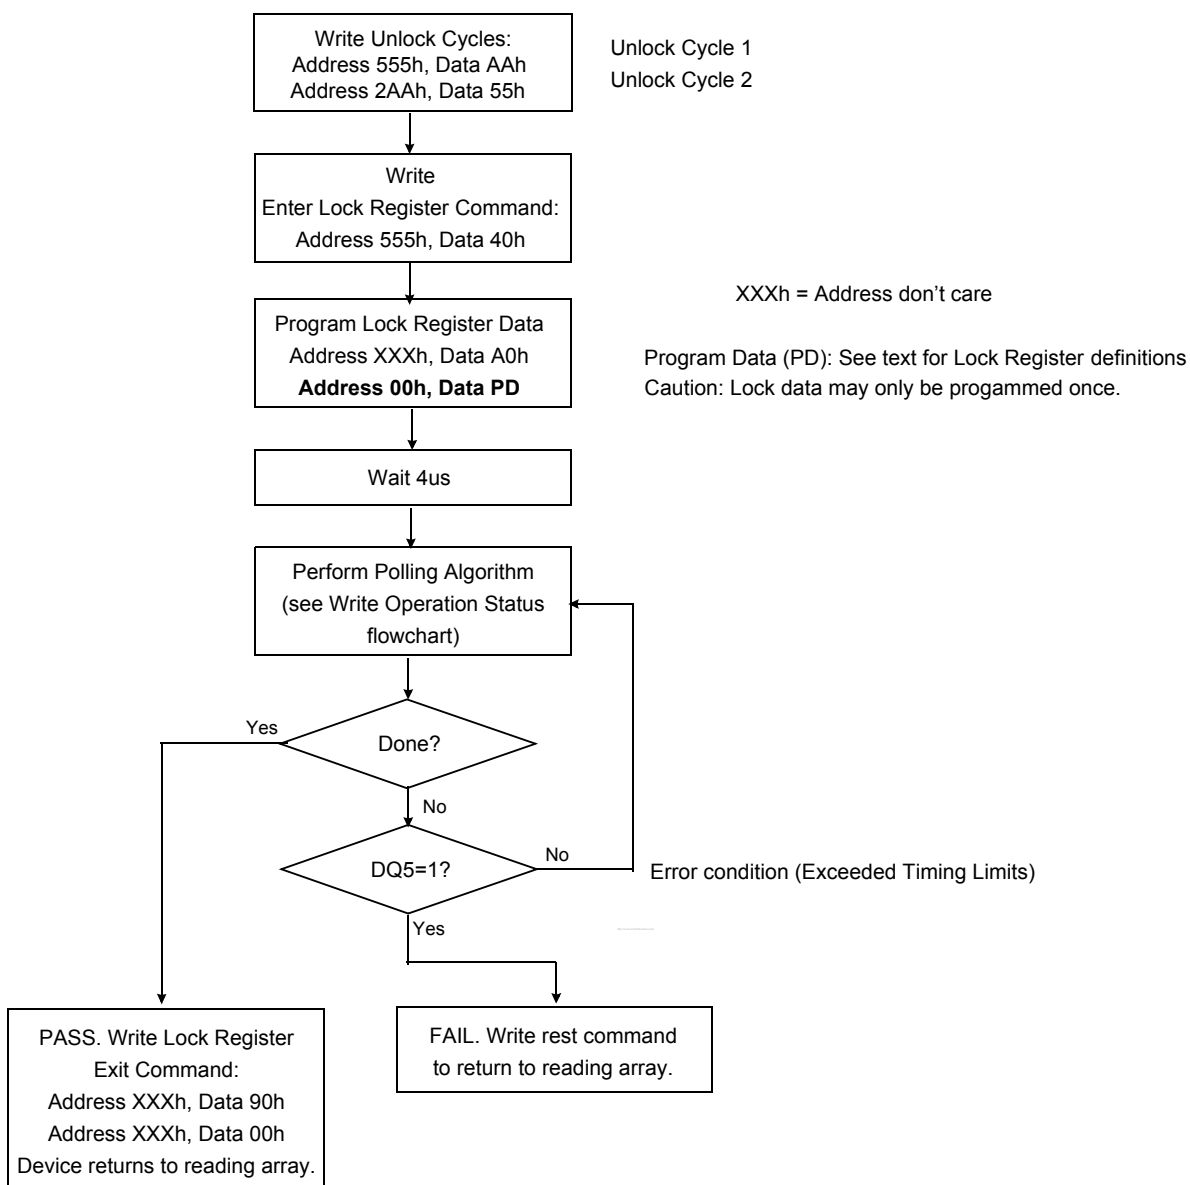 Write Unlock Cycles:
Address 555h, Data AAh
Address 2AAh, Data 55h
Unlock Cycle 1
Unlock Cycle 2
Write
Enter Lock Register Command:
Address 555h, Data 40h
XXXh = Address don't care
Program Lock Register Data
Address XXXh, Data A0h
Address 00h, Data PD
Program Data (PD): See text for Lock Register definitions
Caution: Lock data may only be progammed once.
Wait 4us
Perform Polling Algorithm
(see Write Operation Status
flowchart)
Yes
Done?
No
DQ5=1?
No
Error condition (Exceeded Timing Limits)
Yes
PASS. Write Lock Register
Exit Command:
Address XXXh, Data 90h
Address XXXh, Data 00h
Device returns to reading array.
FAIL. Write rest command
to return to reading array.